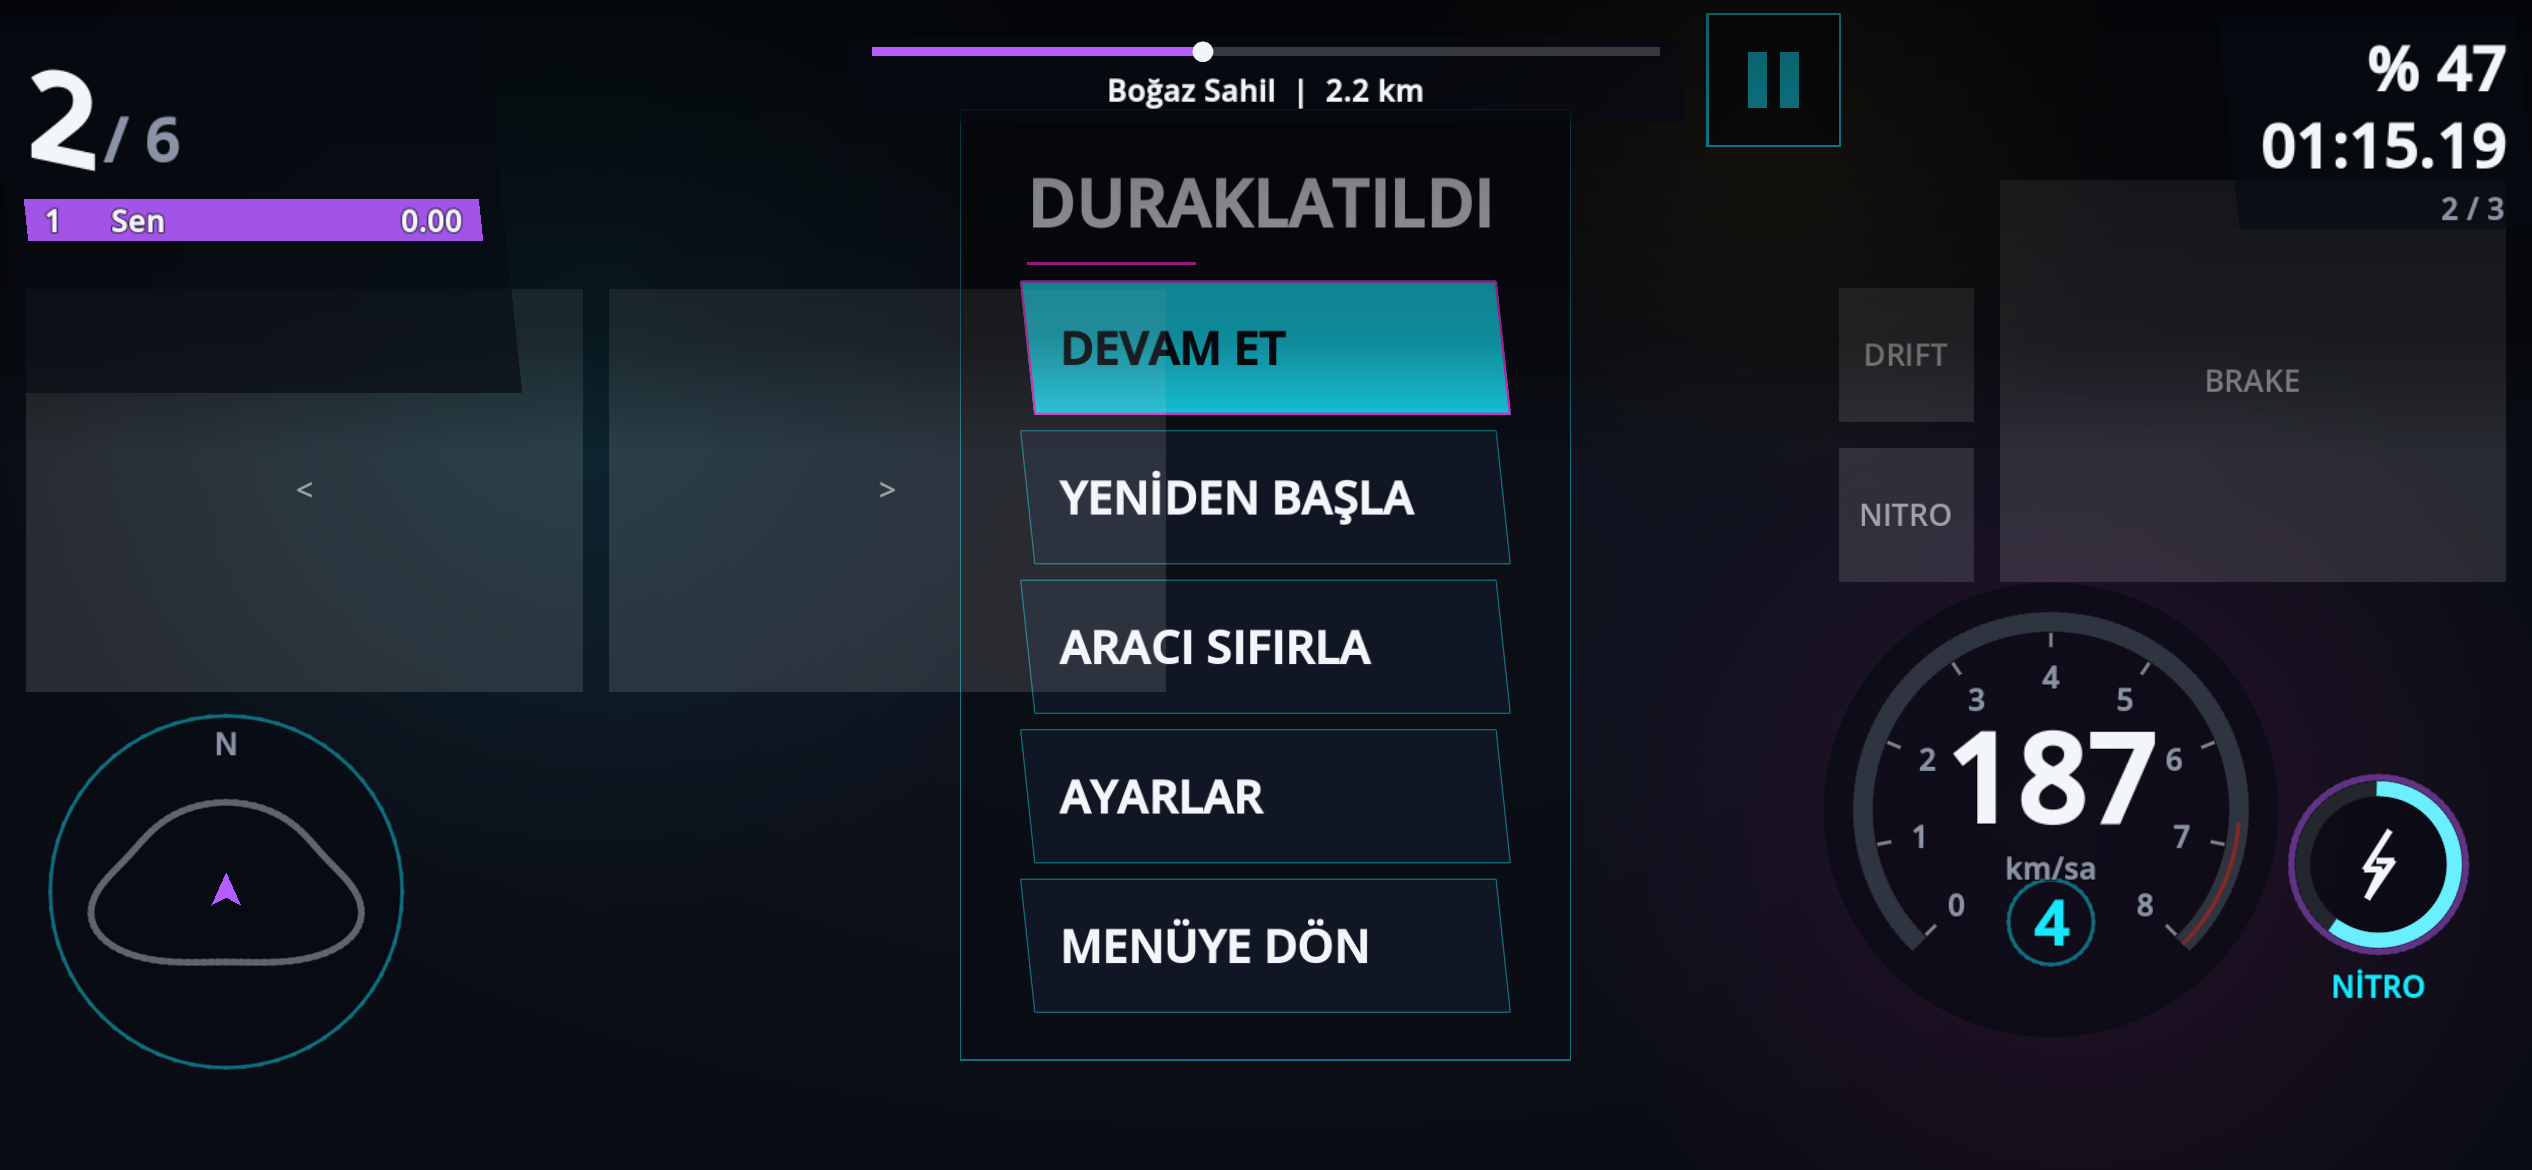 2 / 6
1 Sen 0.00
Boğaz Sahil | 2.2 km
% 47
01:15.19
2 / 3
DURAKLATILDI
DEVAM ET
YENİDEN BAŞLA
ARACI SIFIRLA
AYARLAR
MENÜYE DÖN
<
>
DRIFT
BRAKE
NITRO
N
0 1 2 3 4 5 6 7 8
187
km/sa
4
NİTRO